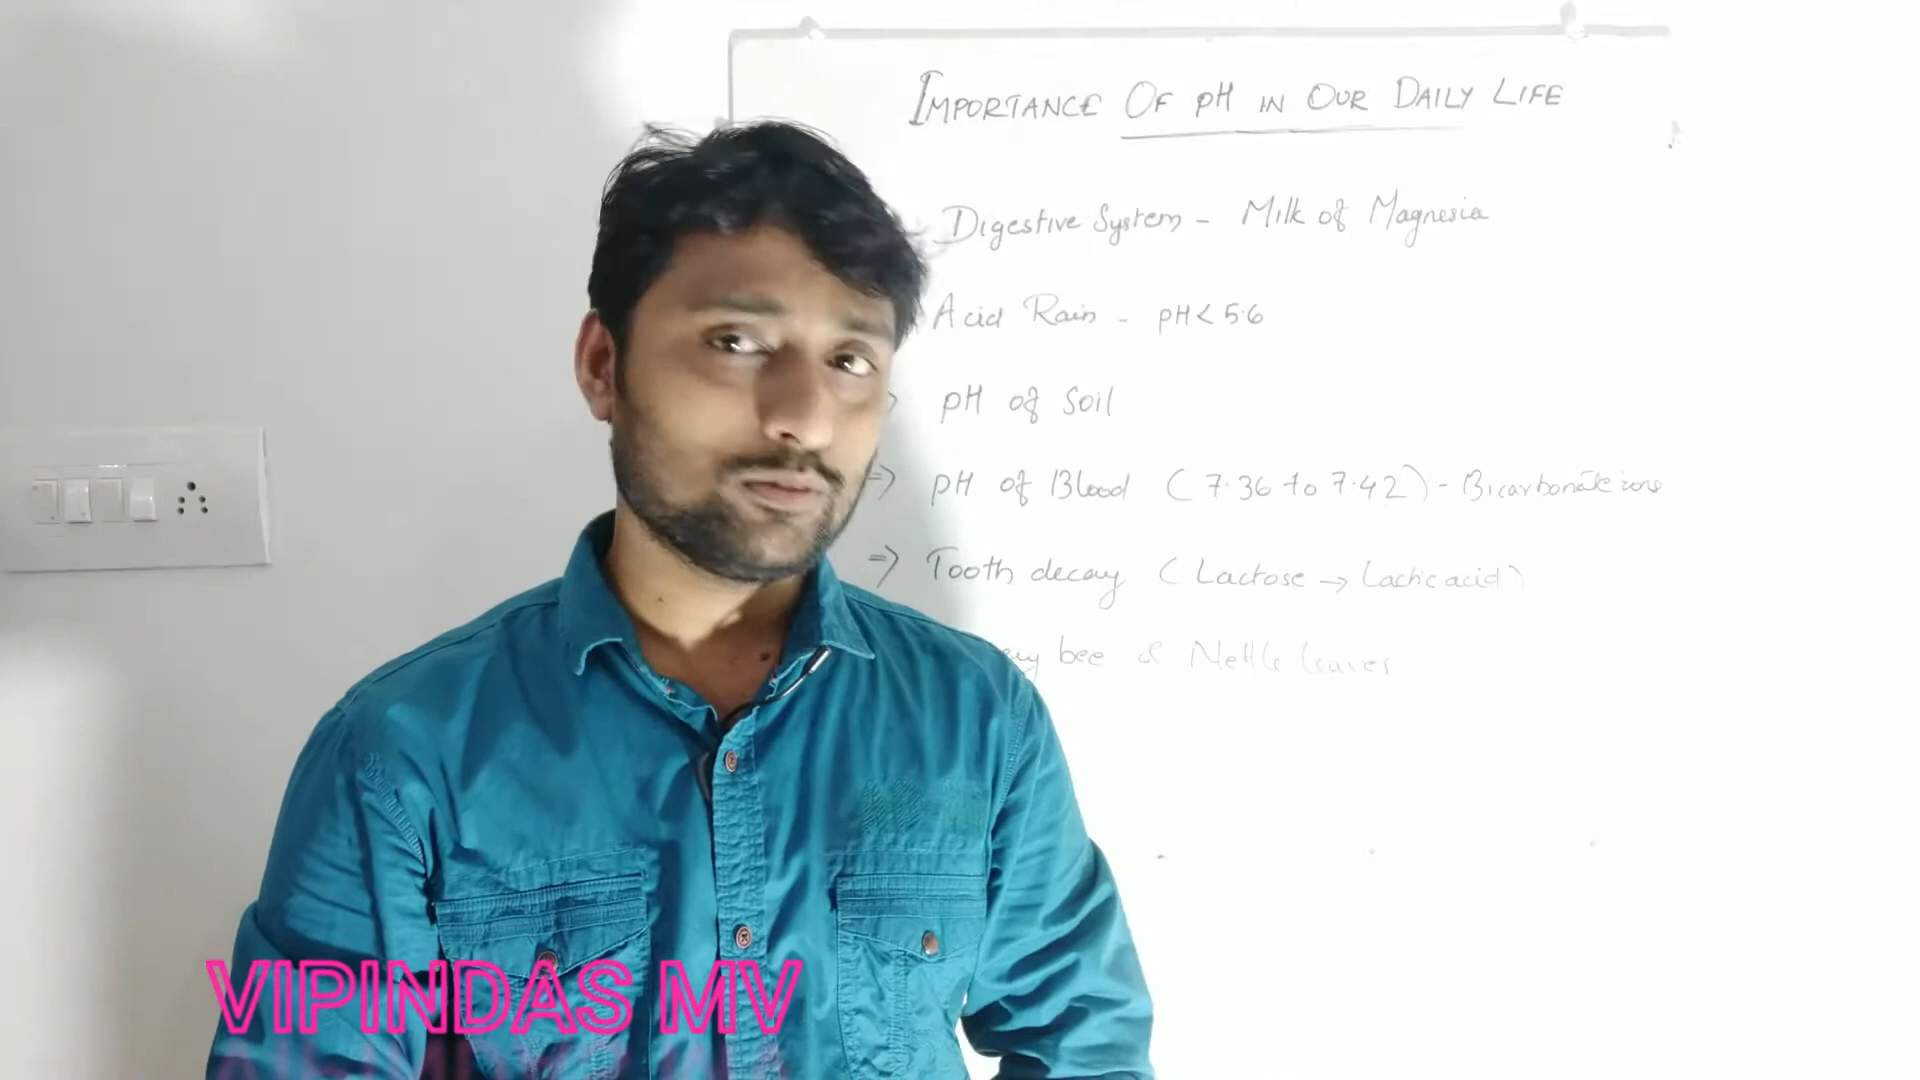 IMPORTANCE OF pH IN OUR DAILY LIFE
Digestive System - Milk of Magnesia
Acid Rain - pH < 5.6
pH of Soil
=> pH of Blood (7.36 to 7.42) - Bicarbonate ions
=> Tooth decay (Lactose → Lactic acid)
bee & Nettle leaves
VIPINDAS MV